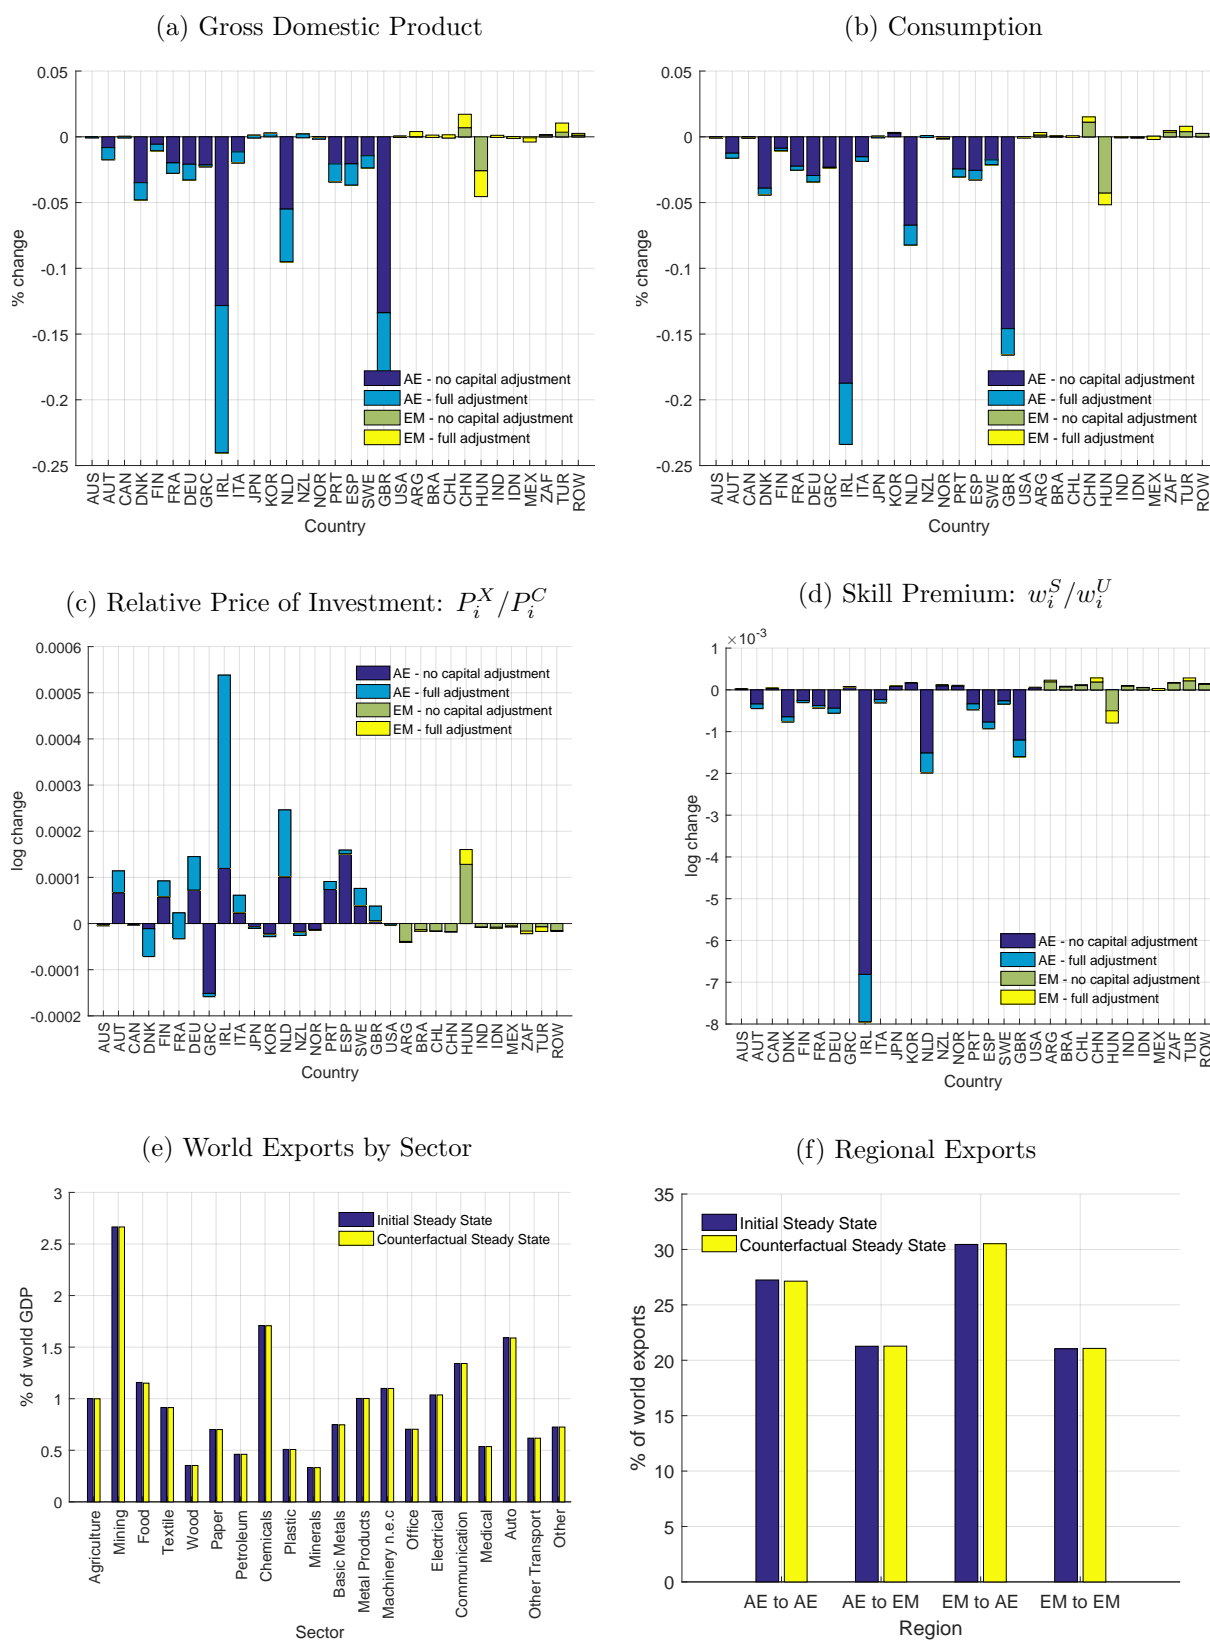 (a) Gross Domestic Product
0.05
0
-0.05
-0.1
-0.15
-0.2
-0.25
% change
AE - no capital adjustment
AE - full adjustment
EM - no capital adjustment
EM - full adjustment
AUS AUT CAN DNK FIN FRA DEU GRC IRL ITA JPN KOR NLD NZL NOR PRT ESP SWE GBR USA ARG BRA CHL CHN HUN IND IDN MEX ZAF TUR ROW
Country
(b) Consumption
0.05
0
-0.05
-0.1
-0.15
-0.2
-0.25
% change
AE - no capital adjustment
AE - full adjustment
EM - no capital adjustment
EM - full adjustment
AUS AUT CAN DNK FIN FRA DEU GRC IRL ITA JPN KOR NLD NZL NOR PRT ESP SWE GBR USA ARG BRA CHL CHN HUN IND IDN MEX ZAF TUR ROW
Country
(c) Relative Price of Investment: P_i^X/P_i^C
0.0006
0.0005
0.0004
0.0003
0.0002
0.0001
0
-0.0001
-0.0002
log change
AE - no capital adjustment
AE - full adjustment
EM - no capital adjustment
EM - full adjustment
AUS AUT CAN DNK FIN FRA DEU GRC IRL ITA JPN KOR NLD NZL NOR PRT ESP SWE GBR USA ARG BRA CHL CHN HUN IND IDN MEX ZAF TUR ROW
Country
(d) Skill Premium: w_i^S/w_i^U
×10^-3
1
0
-1
-2
-3
-4
-5
-6
-7
-8
log change
AE - no capital adjustment
AE - full adjustment
EM - no capital adjustment
EM - full adjustment
AUS AUT CAN DNK FIN FRA DEU GRC IRL ITA JPN KOR NLD NZL NOR PRT ESP SWE GBR USA ARG BRA CHL CHN HUN IND IDN MEX ZAF TUR ROW
Country
(e) World Exports by Sector
3
2.5
2
1.5
1
0.5
0
% of world GDP
Initial Steady State
Counterfactual Steady State
Agriculture Mining Food Textile Wood Paper Petroleum Chemicals Plastic Minerals Basic Metals Metal Products Machinery n.e.c Office Electrical Communication Medical Auto Other Transport Other
Sector
(f) Regional Exports
35
30
25
20
15
10
5
0
% of world exports
Initial Steady State
Counterfactual Steady State
AE to AE AE to EM EM to AE EM to EM
Region